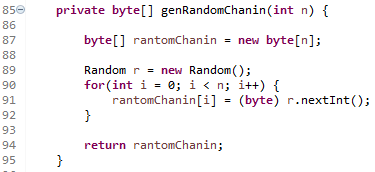 85 private byte[] genRandomChanin(int n) {
86
87 byte[] rantomChanin = new byte[n];
88
89 Random r = new Random();
90 for(int i = 0; i < n; i++) {
91 rantomChanin[i] = (byte) r.nextInt();
92 }
93
94 return rantomChanin;
95 }